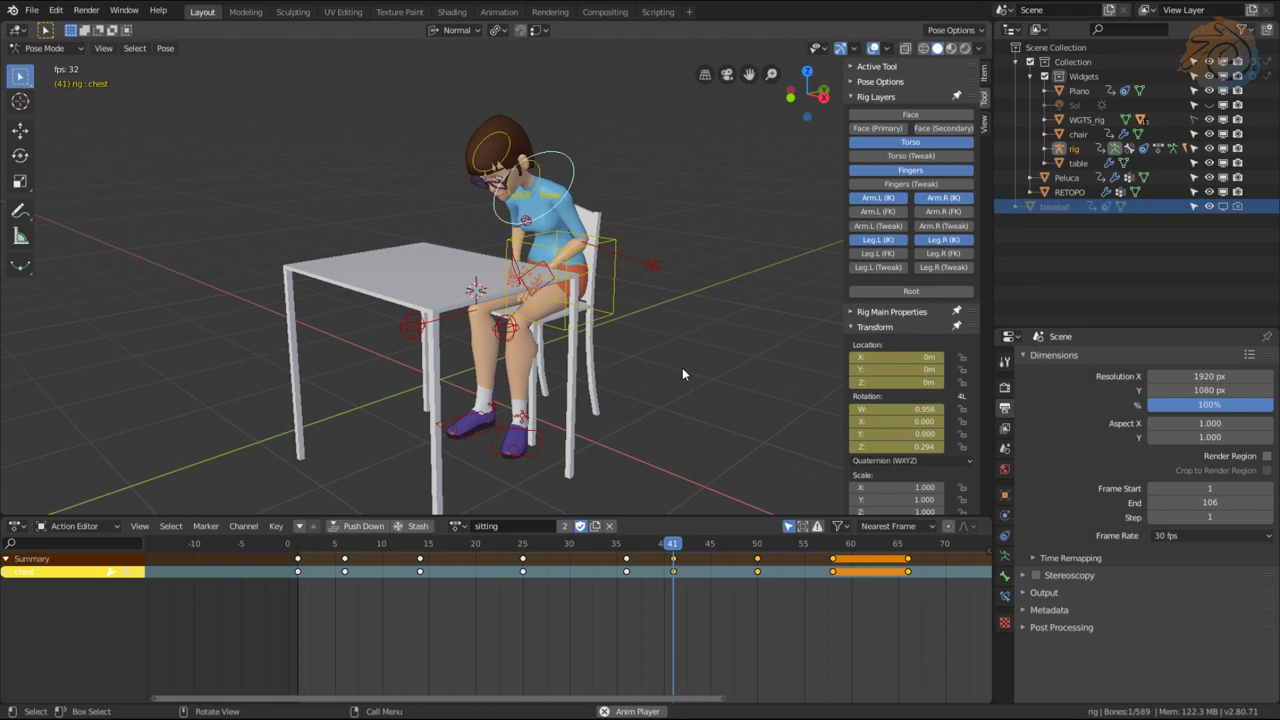 File Edit Render Window Help Layout Modeling Sculpting UV Editing Texture Paint Shading Animation Rendering Compositing Scripting + Scene View Layer
Normal Pose Options
Pose Mode View Select Pose
fps: 32
(41) rig : chest
Z
Y
X
Item
Tool
View
Active Tool
Pose Options
Rig Layers
Face
Face (Primary) Face (Secondary)
Torso
Torso (Tweak)
Fingers
Fingers (Tweak)
Arm.L (IK) Arm.R (IK)
Arm.L (FK) Arm.R (FK)
Arm.L (Tweak) Arm.R (Tweak)
Leg.L (IK) Leg.R (IK)
Leg.L (FK) Leg.R (FK)
Leg.L (Tweak) Leg.R (Tweak)
Root
Rig Main Properties
Transform
Location:
X: 0m
Y: 0m
Z: 0m
Rotation: 4L
W: 0.956
X: 0.000
Y: 0.000
Z: 0.294
Quaternion (WXYZ)
Scale:
X: 1.000
Y: 1.000
Z: 1.000
Scene Collection
Collection
Widgets
Plano
Sol
WGTS_rig 13
chair
rig
table
Peluca
RETOPO
baseball
Scene
Dimensions
Resolution X 1920 px
Y 1080 px
% 100%
Aspect X 1.000
Y 1.000
Render Region
Crop to Render Region
Frame Start 1
End 106
Step 1
Frame Rate 30 fps
Time Remapping
Stereoscopy
Output
Metadata
Post Processing
Action Editor View Select Marker Channel Key Push Down Stash sitting 2 Nearest Frame
-10 -5 0 5 10 15 20 25 30 35 4 41 45 50 55 60 65 70
Summary
chest
Select Box Select Rotate View Call Menu Anim Player rig | Bones:1/589 | Mem: 122.3 MB | v2.80.71